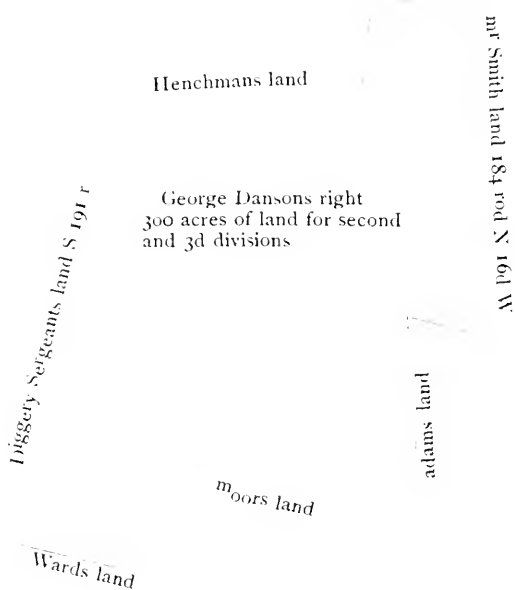 Henchmans land
mr Smith land 184 rod N 16d W
George Dansons right
300 acres of land for second
and 3d divisions
Diggery Sergeants land S 191 r
adams land
moors land
Wards land